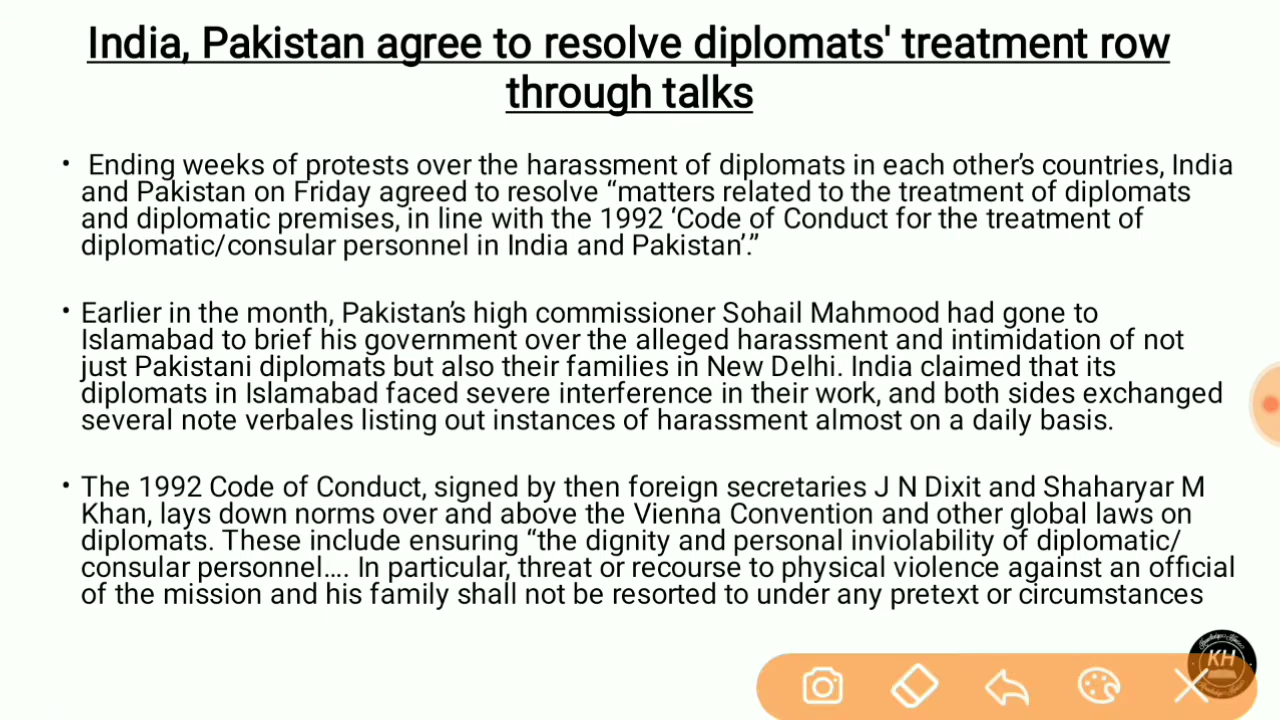 India, Pakistan agree to resolve diplomats' treatment row
through talks
• Ending weeks of protests over the harassment of diplomats in each other’s countries, India
and Pakistan on Friday agreed to resolve “matters related to the treatment of diplomats
and diplomatic premises, in line with the 1992 ‘Code of Conduct for the treatment of
diplomatic/consular personnel in India and Pakistan’.”
• Earlier in the month, Pakistan’s high commissioner Sohail Mahmood had gone to
Islamabad to brief his government over the alleged harassment and intimidation of not
just Pakistani diplomats but also their families in New Delhi. India claimed that its
diplomats in Islamabad faced severe interference in their work, and both sides exchanged
several note verbales listing out instances of harassment almost on a daily basis.
• The 1992 Code of Conduct, signed by then foreign secretaries J N Dixit and Shaharyar M
Khan, lays down norms over and above the Vienna Convention and other global laws on
diplomats. These include ensuring “the dignity and personal inviolability of diplomatic/
consular personnel…. In particular, threat or recourse to physical violence against an official
of the mission and his family shall not be resorted to under any pretext or circumstances
KH